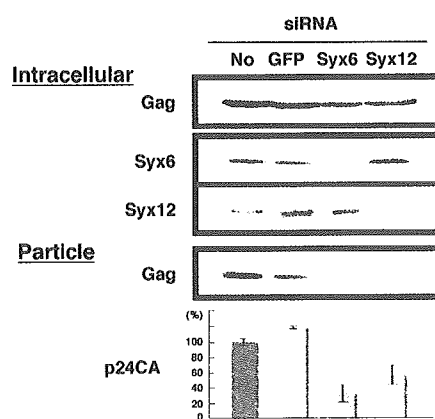 siRNA
No GFP Syx6 Syx12
Intracellular
Gag
Syx6
Syx12
Particle
Gag
(%)
100
80
p24CA
60
40
20
0